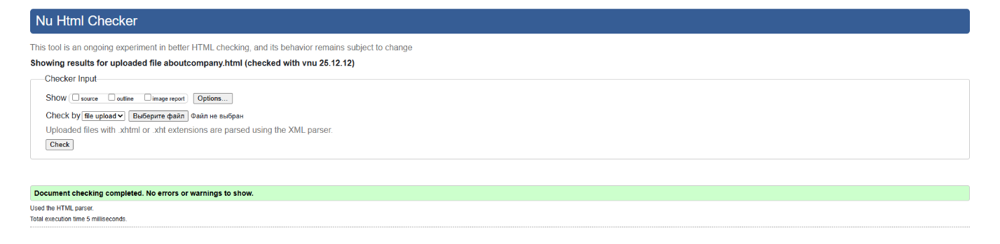 Nu Html Checker
This tool is an ongoing experiment in better HTML checking, and its behavior remains subject to change
Showing results for uploaded file aboutcompany.html (checked with vnu 25.12.12)
Checker Input
Show source outline image report Options...
Check by file upload Выберите файл Файл не выбран
Uploaded files with .xhtml or .xht extensions are parsed using the XML parser.
Check
Document checking completed. No errors or warnings to show.
Used the HTML parser.
Total execution time 5 milliseconds.